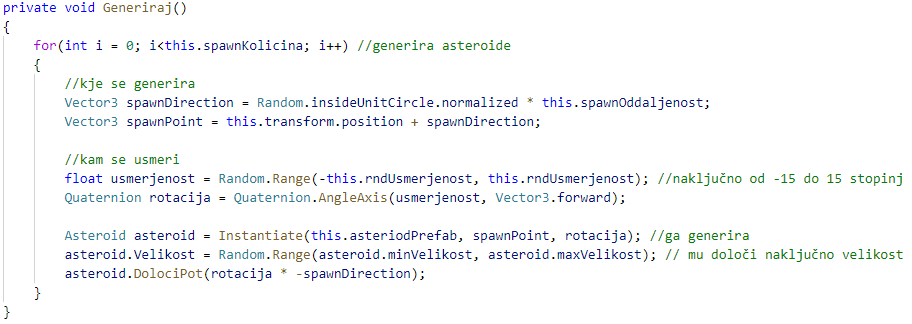 private void Generiraj()
{
for(int i = 0; i<this.spawnKolicina; i++) //generira asteroide
{
//kje se generira
Vector3 spawnDirection = Random.insideUnitCircle.normalized * this.spawnOddaljenost;
Vector3 spawnPoint = this.transform.position + spawnDirection;
//kam se usmeri
float usmerjenost = Random.Range(-this.rndUsmerjenost, this.rndUsmerjenost); //naključno od -15 do 15 stopinj
Quaternion rotacija = Quaternion.AngleAxis(usmerjenost, Vector3.forward);
Asteroid asteroid = Instantiate(this.asteriodPrefab, spawnPoint, rotacija); //ga generira
asteroid.Velikost = Random.Range(asteroid.minVelikost, asteroid.maxVelikost); // mu določi naključno velikost
asteroid.DolociPot(rotacija * -spawnDirection);
}
}